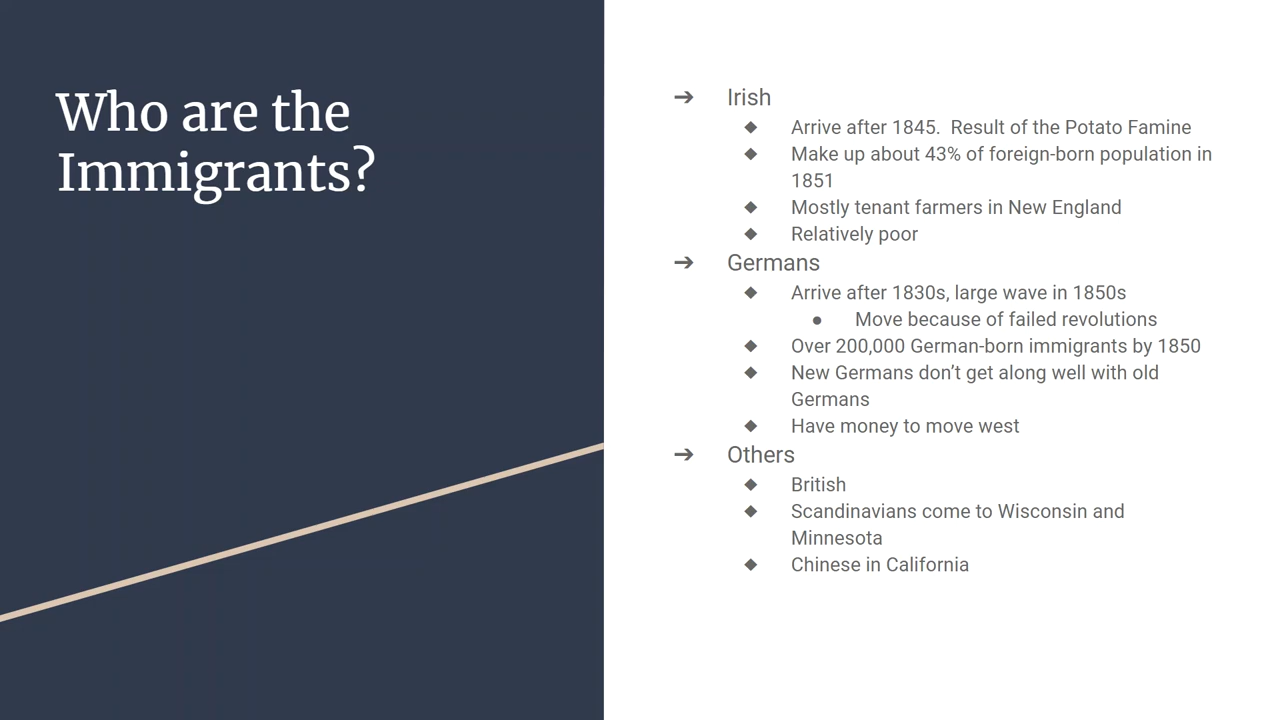 Who are the
Immigrants?
➔ Irish
◆ Arrive after 1845.  Result of the Potato Famine
◆ Make up about 43% of foreign-born population in
1851
◆ Mostly tenant farmers in New England
◆ Relatively poor
➔ Germans
◆ Arrive after 1830s, large wave in 1850s
● Move because of failed revolutions
◆ Over 200,000 German-born immigrants by 1850
◆ New Germans don’t get along well with old
Germans
◆ Have money to move west
➔ Others
◆ British
◆ Scandinavians come to Wisconsin and
Minnesota
◆ Chinese in California